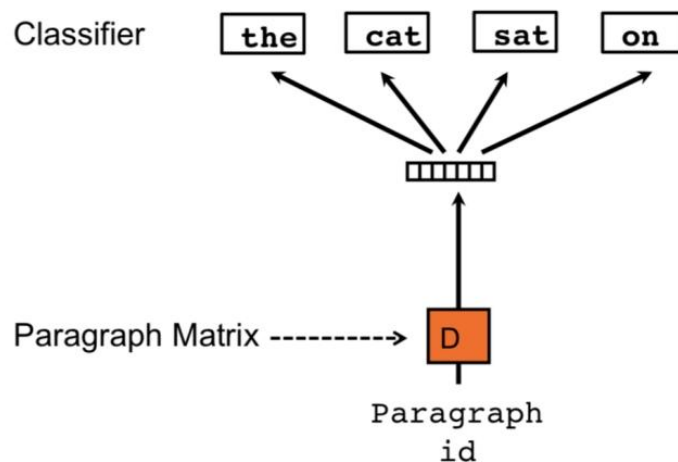 Classifier the cat sat on
Paragraph Matrix D
Paragraph
id